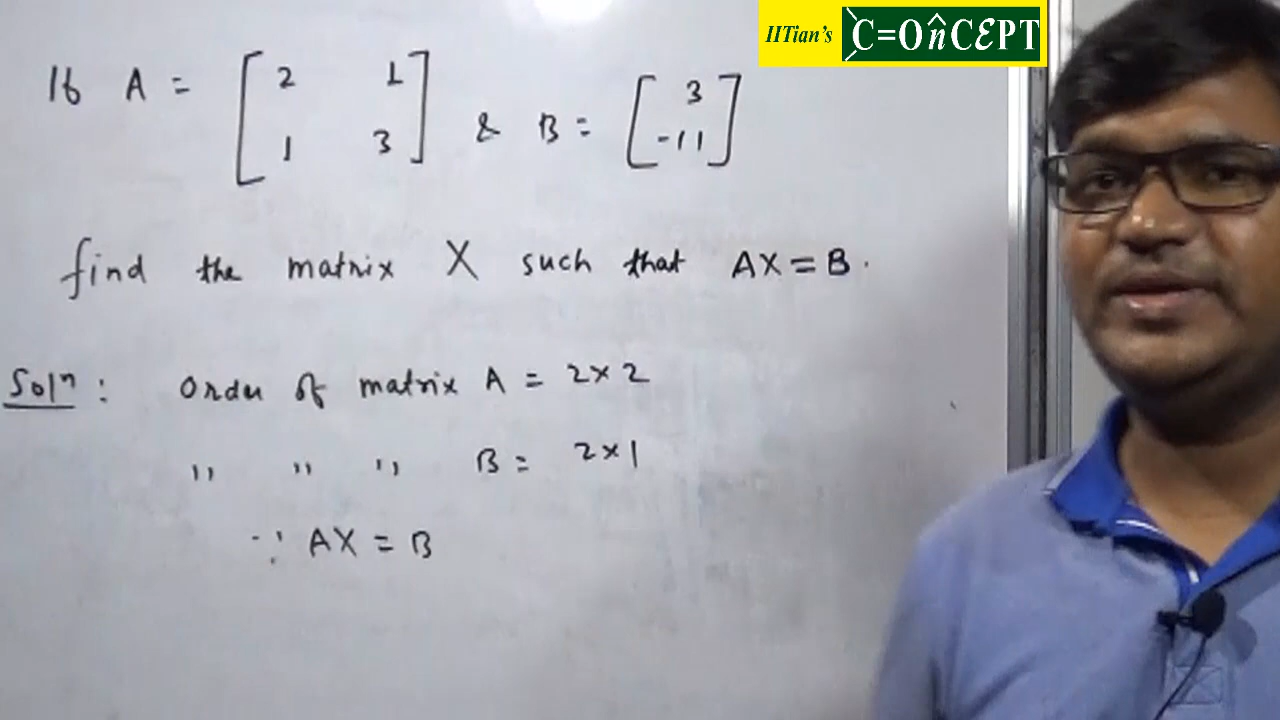 IITian's C=OnCEPT
If A = [ 2 1 ; 1 3 ] & B = [ 3 ; -11 ]
find the matrix X such that AX = B.
Solⁿ : Order of matrix A = 2 × 2
" " " B = 2 × 1
∵ AX = B